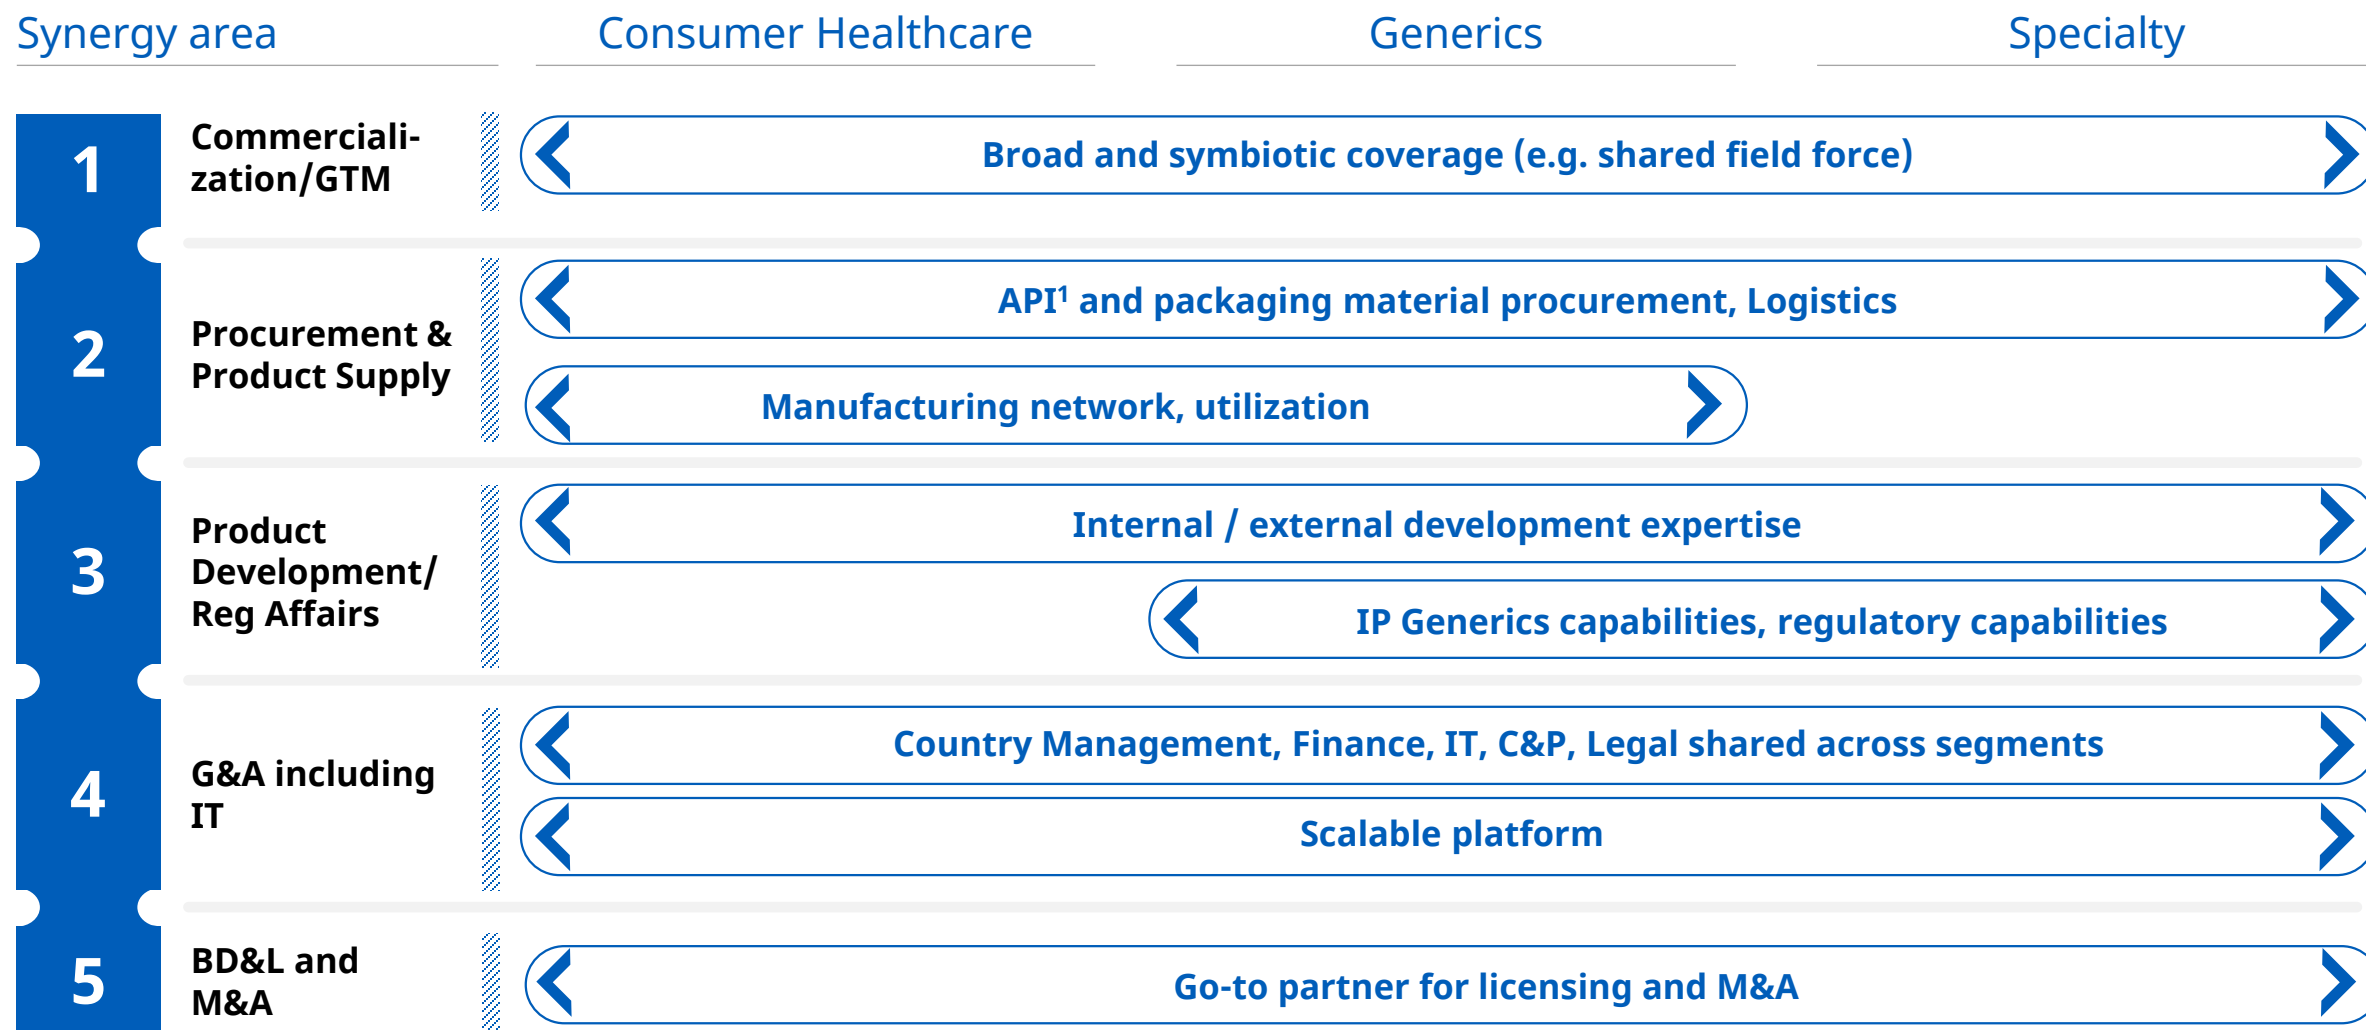 Synergy area
Consumer Healthcare
Generics
Specialty
1
Commerciali-
zation/GTM
Broad and symbiotic coverage (e.g. shared field force)
2
Procurement &
Product Supply
API¹ and packaging material procurement, Logistics
Manufacturing network, utilization
3
Product
Development/
Reg Affairs
Internal / external development expertise
IP Generics capabilities, regulatory capabilities
4
G&A including
IT
Country Management, Finance, IT, C&P, Legal shared across segments
Scalable platform
5
BD&L and
M&A
Go-to partner for licensing and M&A